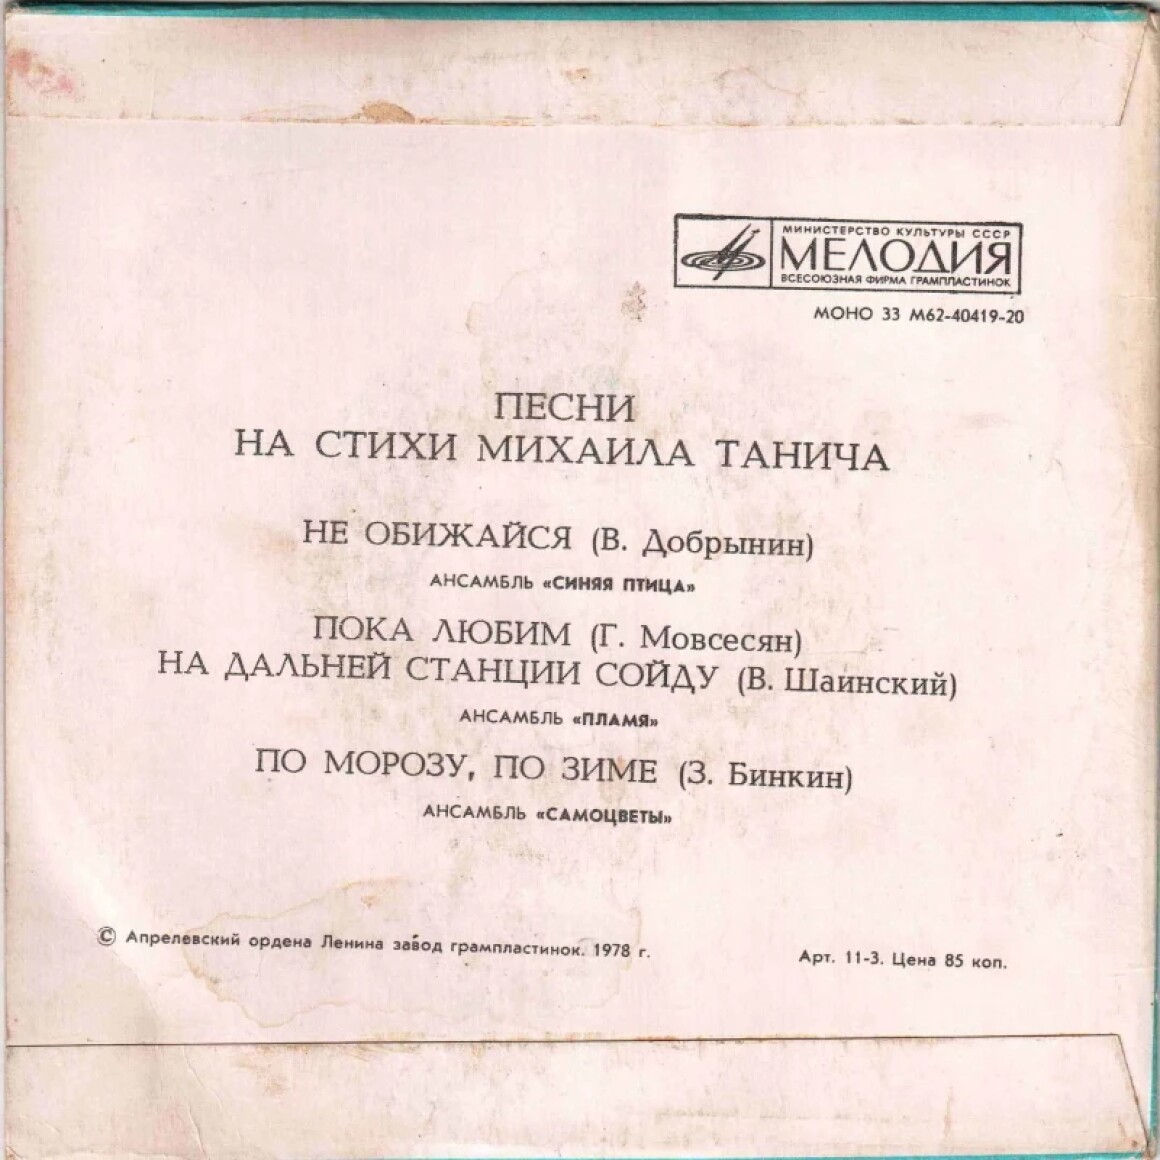 МИНИСТЕРСТВО КУЛЬТУРЫ СССР
МЕЛОДИЯ
ВСЕСОЮЗНАЯ ФИРМА ГРАМПЛАСТИНОК
МОНО 33 М62-40419-20
ПЕСНИ
НА СТИХИ МИХАИЛА ТАНИЧА
НЕ ОБИЖАЙСЯ (В. Добрынин)
АНСАМБЛЬ «СИНЯЯ ПТИЦА»
ПОКА ЛЮБИМ (Г. Мовсесян)
НА ДАЛЬНЕЙ СТАНЦИИ СОЙДУ (В. Шаинский)
АНСАМБЛЬ «ПЛАМЯ»
ПО МОРОЗУ, ПО ЗИМЕ (З. Бинкин)
АНСАМБЛЬ «САМОЦВЕТЫ»
© Апрелевский ордена Ленина завод грампластинок. 1978 г.
Арт. 11-3. Цена 85 коп.